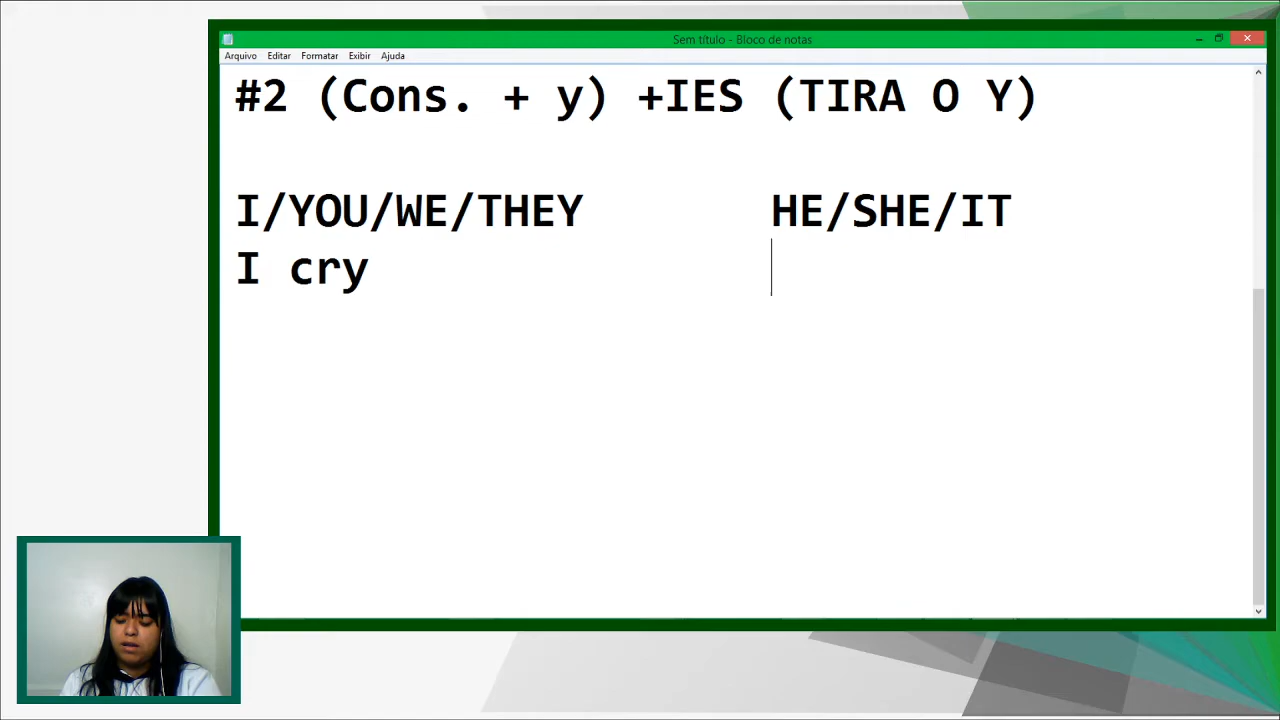 Sem título - Bloco de notas
Arquivo Editar Formatar Exibir Ajuda
#2 (Cons. + y) +IES (TIRA O Y)
I/YOU/WE/THEY HE/SHE/IT
I cry